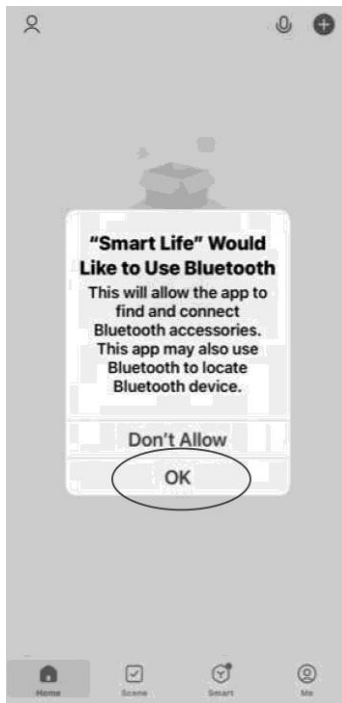 “Smart Life” Would
Like to Use Bluetooth
This will allow the app to
find and connect
Bluetooth accessories.
This app may also use
Bluetooth to locate
Bluetooth device.
Don’t Allow
OK
Home
Scene
Smart
Me